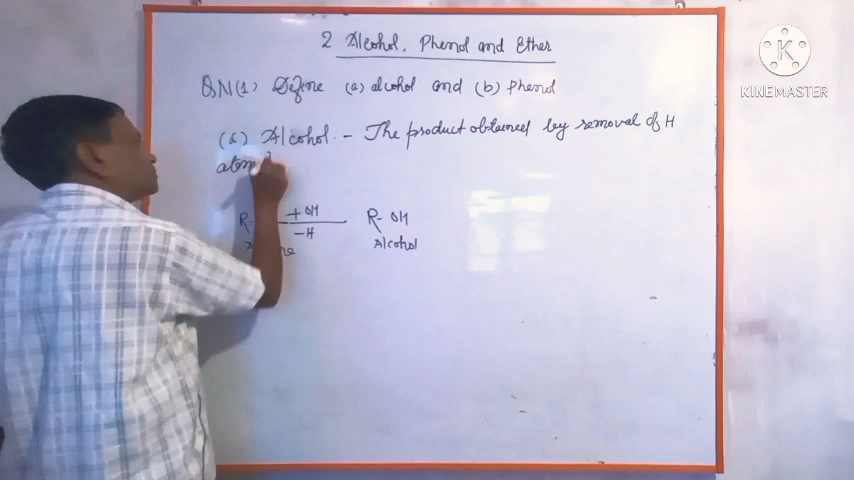 2 Alcohol, Phenol and Ether
QN(1) Define (a) alcohol and (b) Phenol
(a) Alcohol - The product obtained by removal of H
atom
R- +OH R- OH
-H
Alcohol
K
KINEMASTER